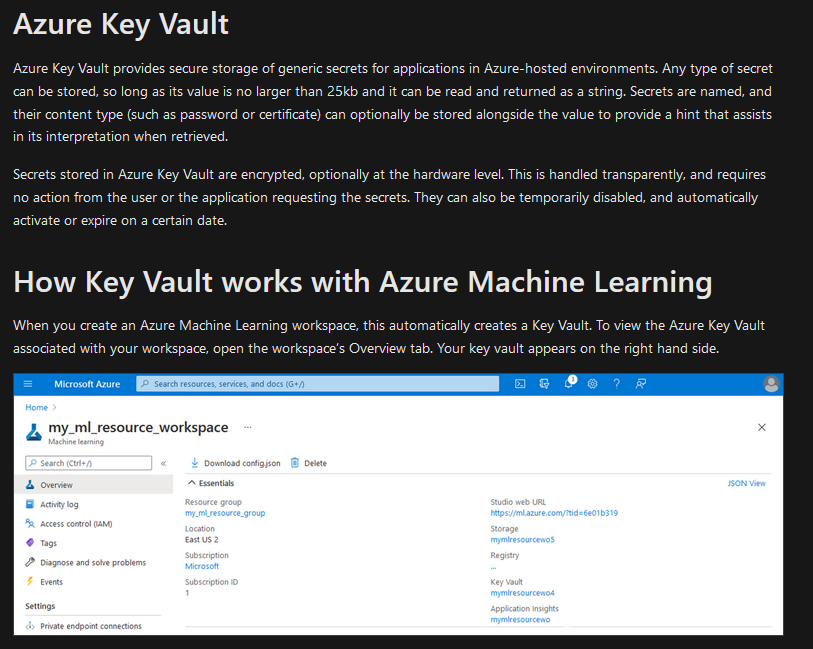 Azure Key Vault
Azure Key Vault provides secure storage of generic secrets for applications in Azure-hosted environments. Any type of secret
can be stored, so long as its value is no larger than 25kb and it can be read and returned as a string. Secrets are named, and
their content type (such as password or certificate) can optionally be stored alongside the value to provide a hint that assists
in its interpretation when retrieved.
Secrets stored in Azure Key Vault are encrypted, optionally at the hardware level. This is handled transparently, and requires
no action from the user or the application requesting the secrets. They can also be temporarily disabled, and automatically
activate or expire on a certain date.
How Key Vault works with Azure Machine Learning
When you create an Azure Machine Learning workspace, this automatically creates a Key Vault. To view the Azure Key Vault
associated with your workspace, open the workspace's Overview tab. Your key vault appears on the right hand side.
Microsoft Azure
Search resources, services, and docs (G+/)
3
Home >
my_ml_resource_workspace ...
Machine learning
Search (Ctrl+/)
«
Download config.json
Delete
Overview
Activity log
Access control (IAM)
Tags
Diagnose and solve problems
Events
Settings
Private endpoint connections
Essentials
JSON View
Resource group
my_ml_resource_group
Location
East US 2
Subscription
Microsoft
Subscription ID
1
Studio web URL
https://ml.azure.com/?tid=6e01b319
Storage
mymlresourcewo5
Registry
...
Key Vault
mymlresourcewo4
Application Insights
mymlresourcewo